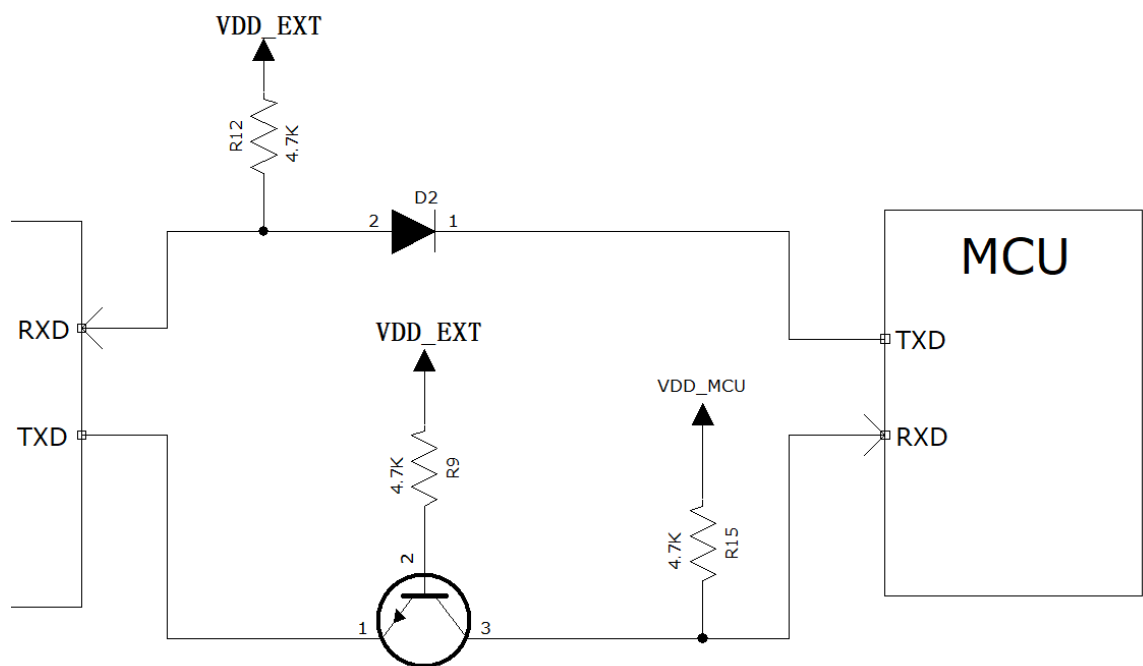 VDD_EXT
R12
4.7K
D2
2
1
MCU
RXD
TXD
VDD_EXT
VDD_MCU
TXD
RXD
4.7K
R9
4.7K
R15
2
1
3